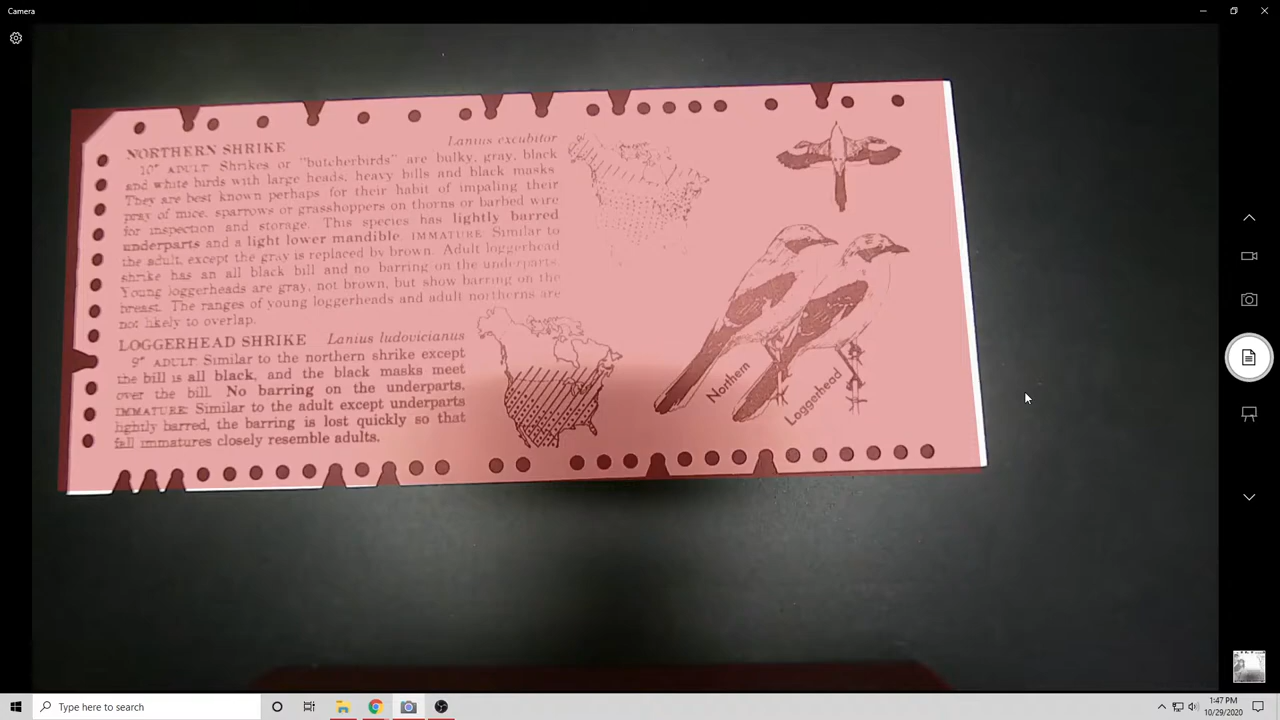 Camera
NORTHERN SHRIKE Lanius excubitor
10" ADULT Shrikes or "butcherbirds" are bulky, gray, black
and white birds with large heads, heavy bills and black masks
They are best known perhaps for their habit of impaling their
pray of mice, sparrows or grasshoppers on thorns or barbed wire
for inspection and storage. This species has lightly barred
underparts and a light lower mandible. IMMATURE: Similar to
the adult, except the gray is replaced by brown. Adult loggerhead
shrike has an all black bill and no barring on the underparts.
Young loggerheads are gray, not brown, but show barring on the
breast. The ranges of young loggerheads and adult northerns are
not likely to overlap.
LOGGERHEAD SHRIKE Lanius ludovicianus
9" ADULT: Similar to the northern shrike except
the bill is all black, and the black masks meet
over the bill. No barring on the underparts.
IMMATURE: Similar to the adult except underparts
lightly barred, the barring is lost quickly so that
fall immatures closely resemble adults.
Northern
Loggerhead
Type here to search
1:47 PM
10/29/2020